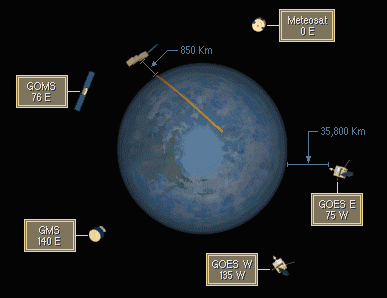 Meteosat
0 E
850 Km
GOMS
76 E
35,800 Km
GOES E
75 W
GMS
140 E
GOES W
135 W